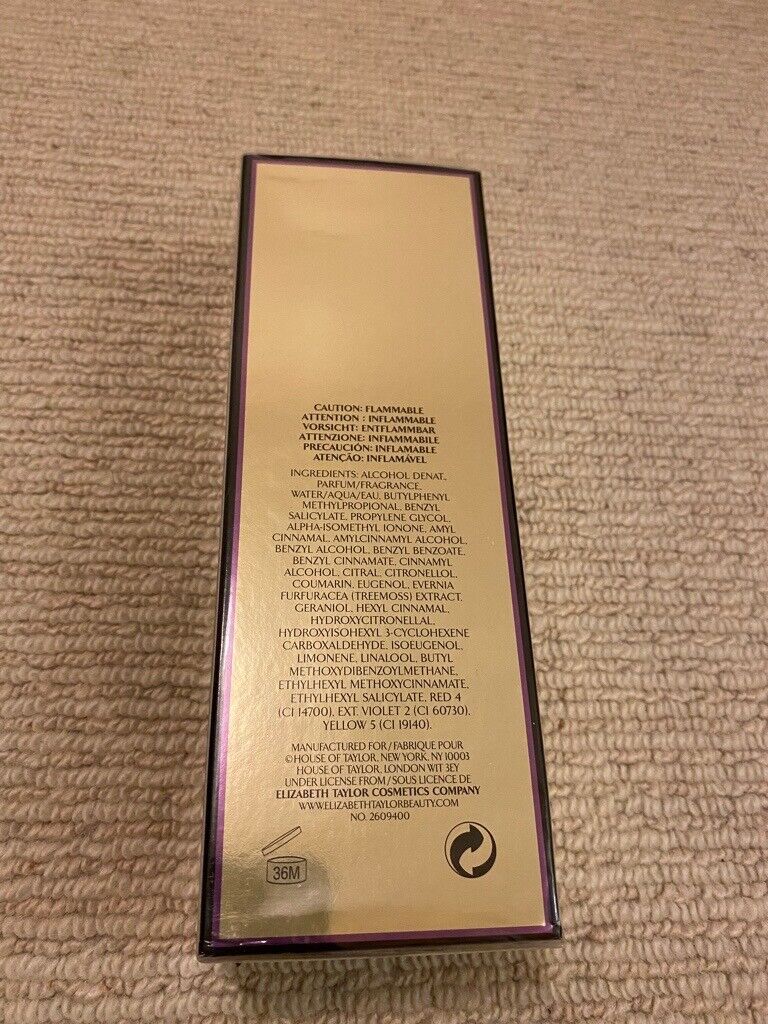 CAUTION: FLAMMABLE
ATTENTION : INFLAMMABLE
VORSICHT: ENTFLAMMBAR
ATTENZIONE: INFIAMMABILE
PRECAUCIÓN: INFLAMABLE
ATENÇÃO: INFLAMÁVEL
INGREDIENTS: ALCOHOL DENAT.,
PARFUM/FRAGRANCE,
WATER/AQUA/EAU, BUTYLPHENYL
METHYLPROPIONAL, BENZYL
SALICYLATE, PROPYLENE GLYCOL,
ALPHA-ISOMETHYL IONONE, AMYL
CINNAMAL, AMYLCINNAMYL ALCOHOL,
BENZYL ALCOHOL, BENZYL BENZOATE,
BENZYL CINNAMATE, CINNAMYL
ALCOHOL, CITRAL, CITRONELLOL,
COUMARIN, EUGENOL, EVERNIA
FURFURACEA (TREEMOSS) EXTRACT,
GERANIOL, HEXYL CINNAMAL,
HYDROXYCITRONELLAL,
HYDROXYISOHEXYL 3-CYCLOHEXENE
CARBOXALDEHYDE, ISOEUGENOL,
LIMONENE, LINALOOL, BUTYL
METHOXYDIBENZOYLMETHANE,
ETHYLHEXYL METHOXYCINNAMATE,
ETHYLHEXYL SALICYLATE, RED 4
(CI 14700), EXT. VIOLET 2 (CI 60730),
YELLOW 5 (CI 19140).
MANUFACTURED FOR/FABRIQUE POUR
©HOUSE OF TAYLOR, NEW YORK, NY 10003
HOUSE OF TAYLOR, LONDON W1T 3EY
UNDER LICENSE FROM/SOUS LICENCE DE
ELIZABETH TAYLOR COSMETICS COMPANY
WWW.ELIZABETHTAYLORBEAUTY.COM
NO. 2609400
36M